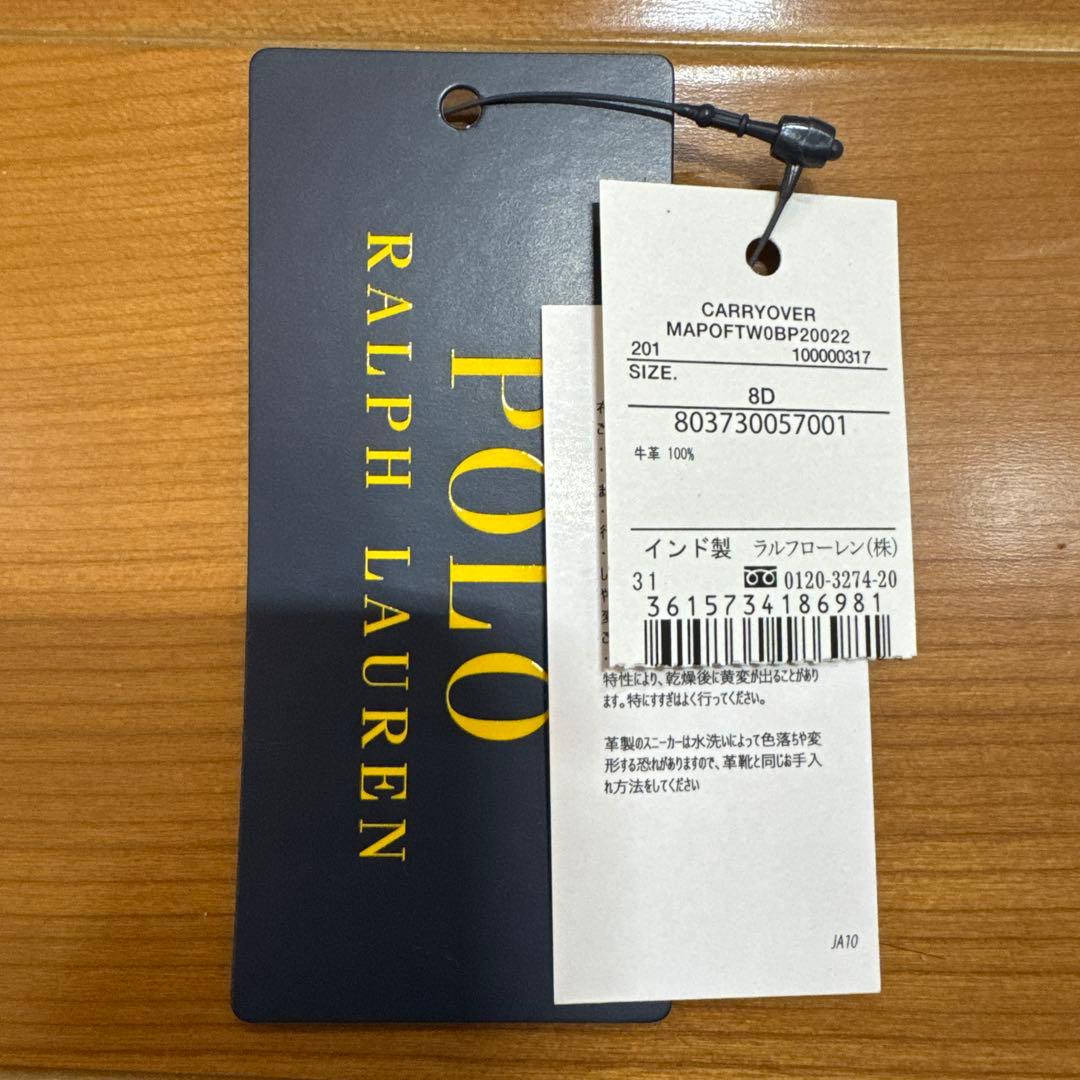 POLO
RALPH LAUREN
CARRYOVER
MAPOFTW0BP20022
201 100000317
SIZE.
8D
803730057001
牛革 100%
インド製 ラルフローレン(株)
31 0120-3274-20
3615734186981
特性により、乾燥後に黄変が出ることがあり
ます。特にすすぎはよく行ってください。
革製のスニーカーは水洗いによって色落ちや変
形する恐れがありますので、革靴と同じお手入
れ方法をしてください
JA10